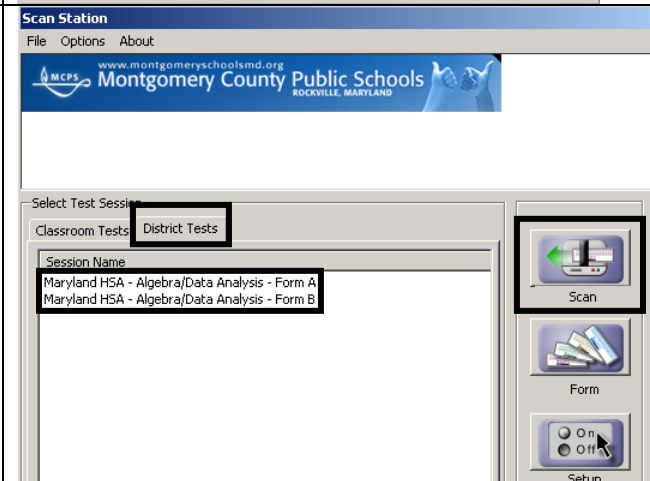 Scan Station
File Options About
www.montgomeryschoolsmd.org
MCPS Montgomery County Public Schools
ROCKVILLE, MARYLAND
Select Test Session
Classroom Tests District Tests
Session Name
Maryland HSA - Algebra/Data Analysis - Form A
Maryland HSA - Algebra/Data Analysis - Form B
Scan
Form
On
Off
Setup